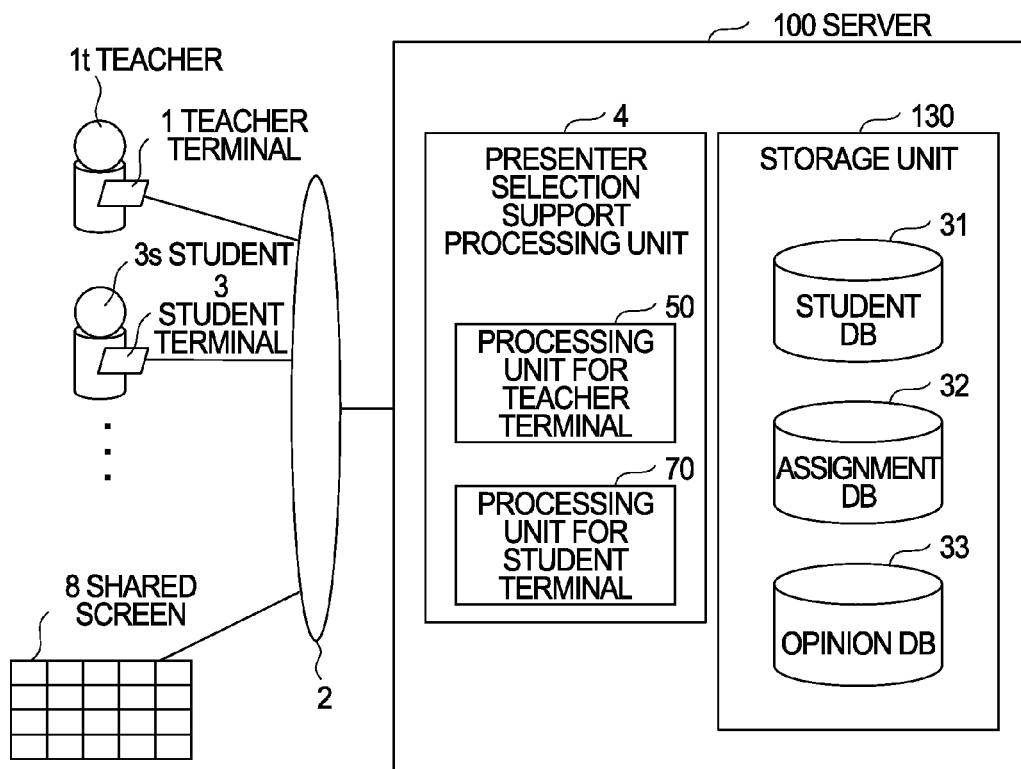 100 SERVER
1t TEACHER
1 TEACHER
TERMINAL
3s STUDENT
3
STUDENT
TERMINAL
8 SHARED
SCREEN
2
4
PRESENTER
SELECTION
SUPPORT
PROCESSING UNIT
50
PROCESSING
UNIT FOR
TEACHER
TERMINAL
70
PROCESSING
UNIT FOR
STUDENT
TERMINAL
130
STORAGE UNIT
31
STUDENT
DB
32
ASSIGNMENT
DB
33
OPINION DB